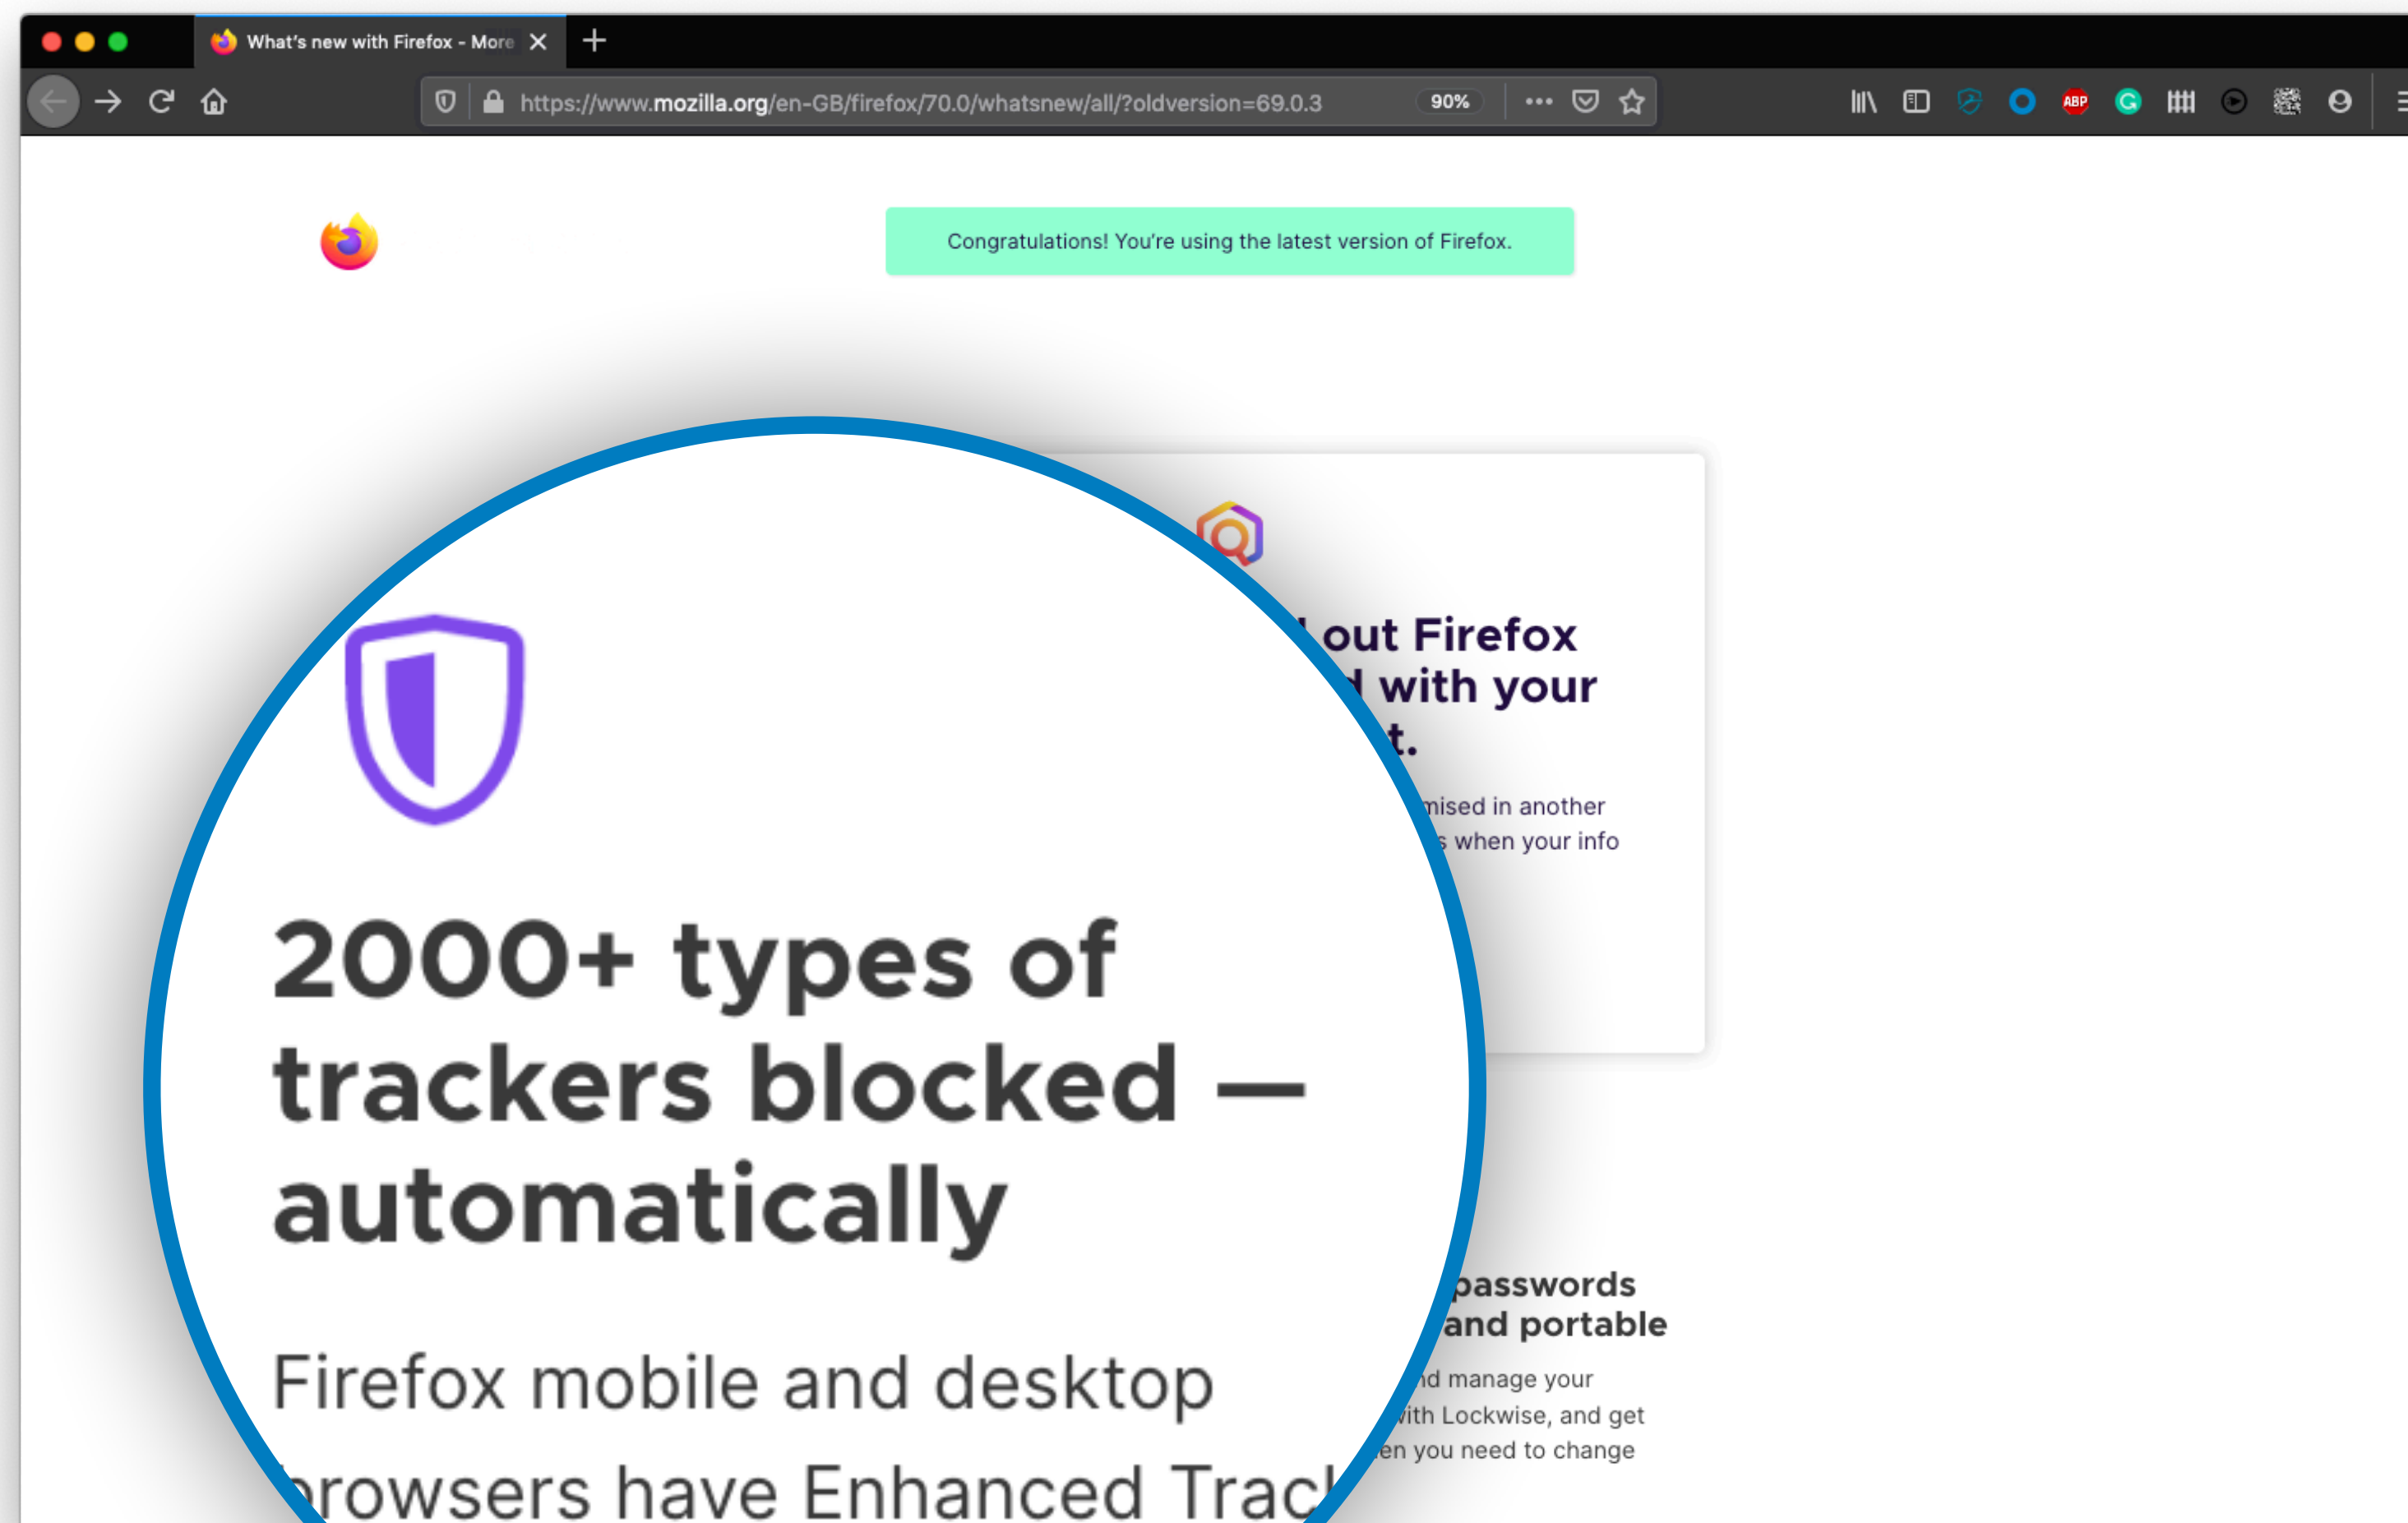 What's new with Firefox - More
https://www.mozilla.org/en-GB/firefox/70.0/whatsnew/all/?oldversion=69.0.3
90%
ABP
Congratulations! You're using the latest version of Firefox.
out Firefox
with your
in another
when your info
2000+ types of
trackers blocked —
automatically
Firefox mobile and desktop
browsers have Enhanced
passwords
and portable
manage your
with Lockwise, and get
you need to change